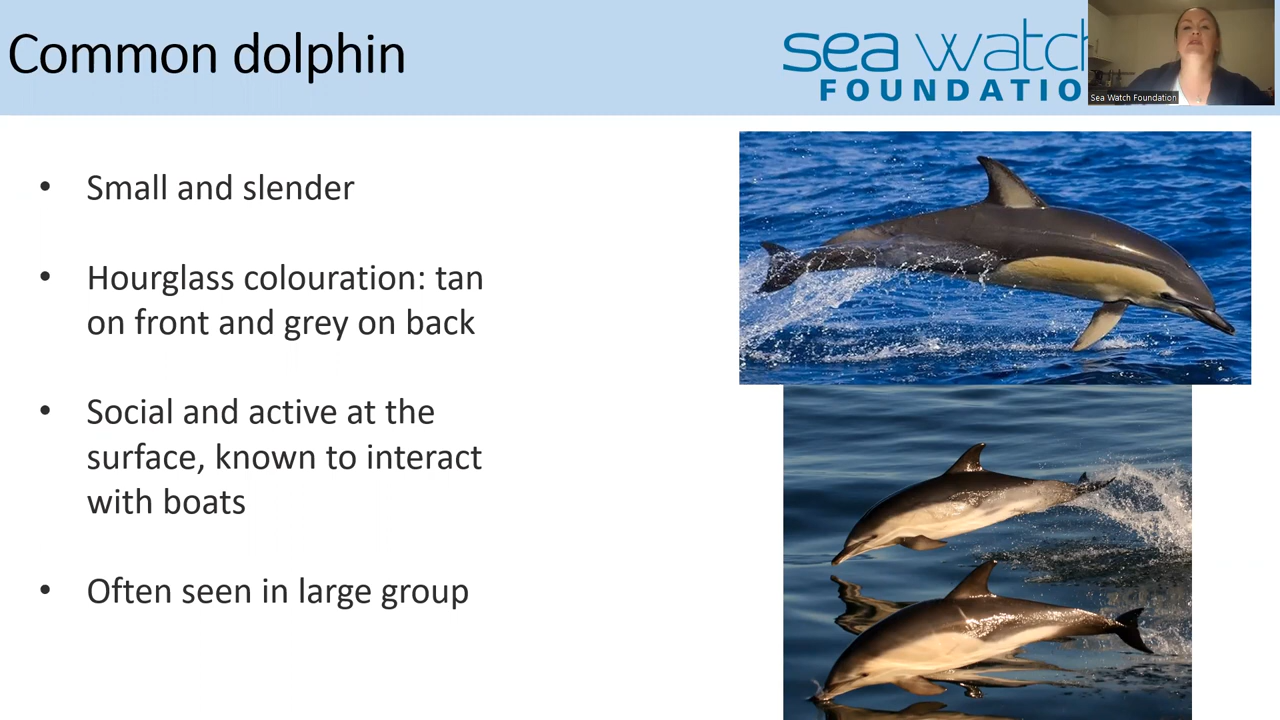 Common dolphin
sea watch
FOUNDATIO
Sea Watch Foundation
• Small and slender
• Hourglass colouration: tan
on front and grey on back
• Social and active at the
surface, known to interact
with boats
• Often seen in large group